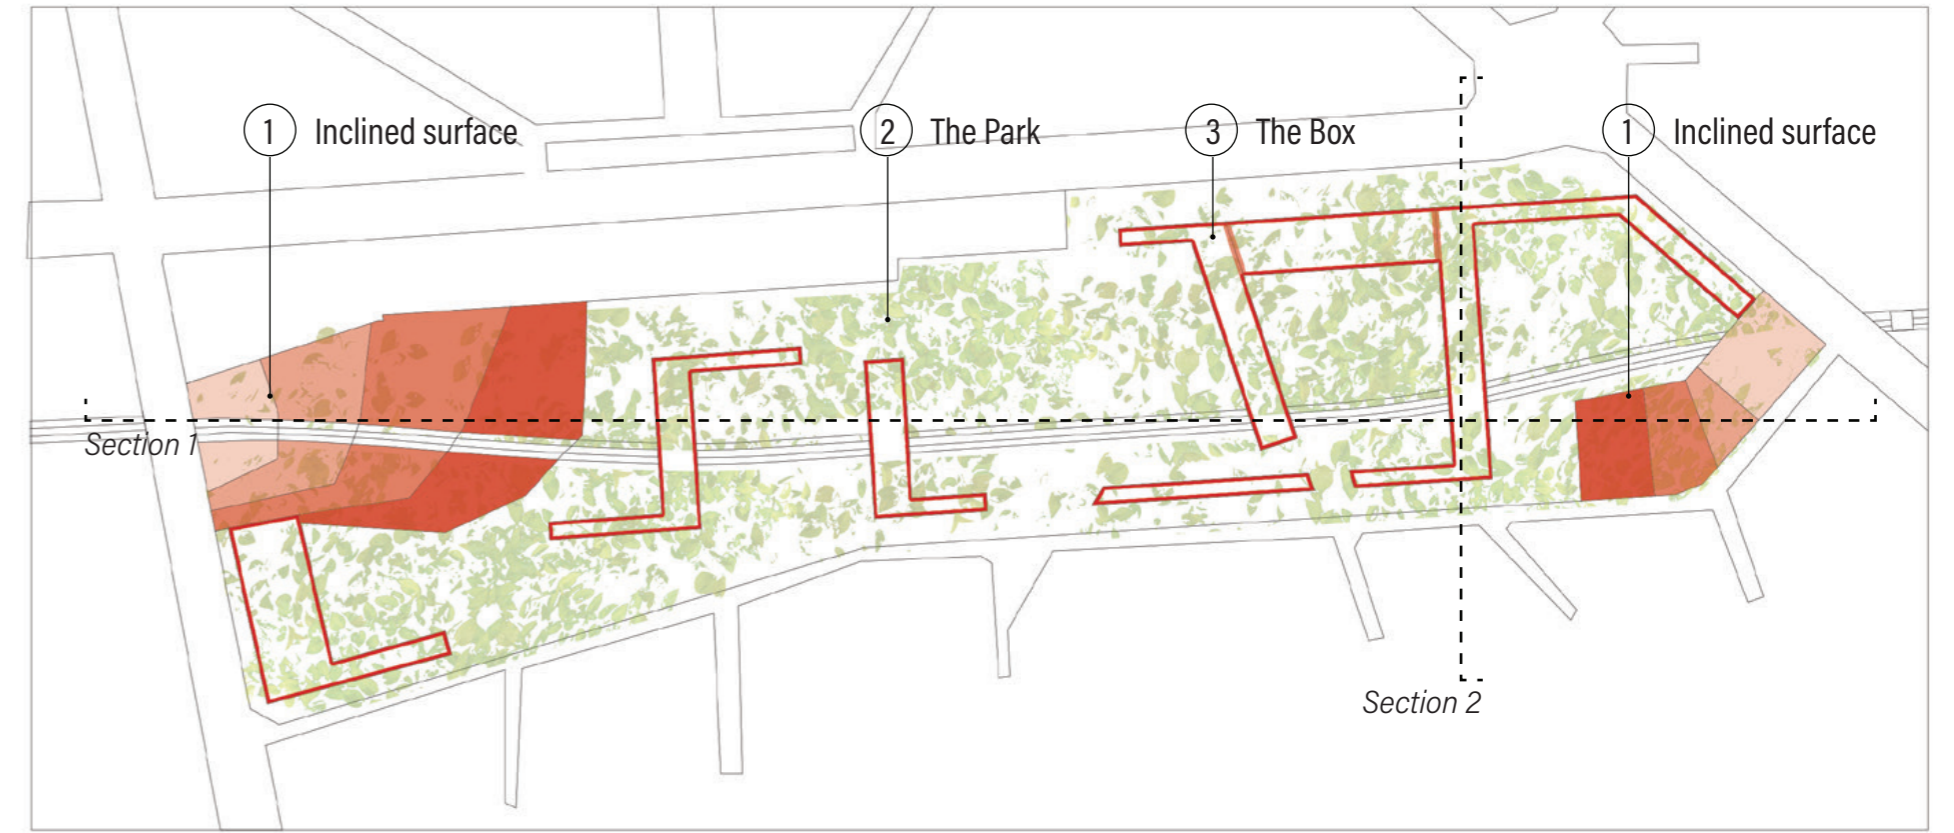 1 Inclined surface
2 The Park
3 The Box
1 Inclined surface
Section 1
Section 2